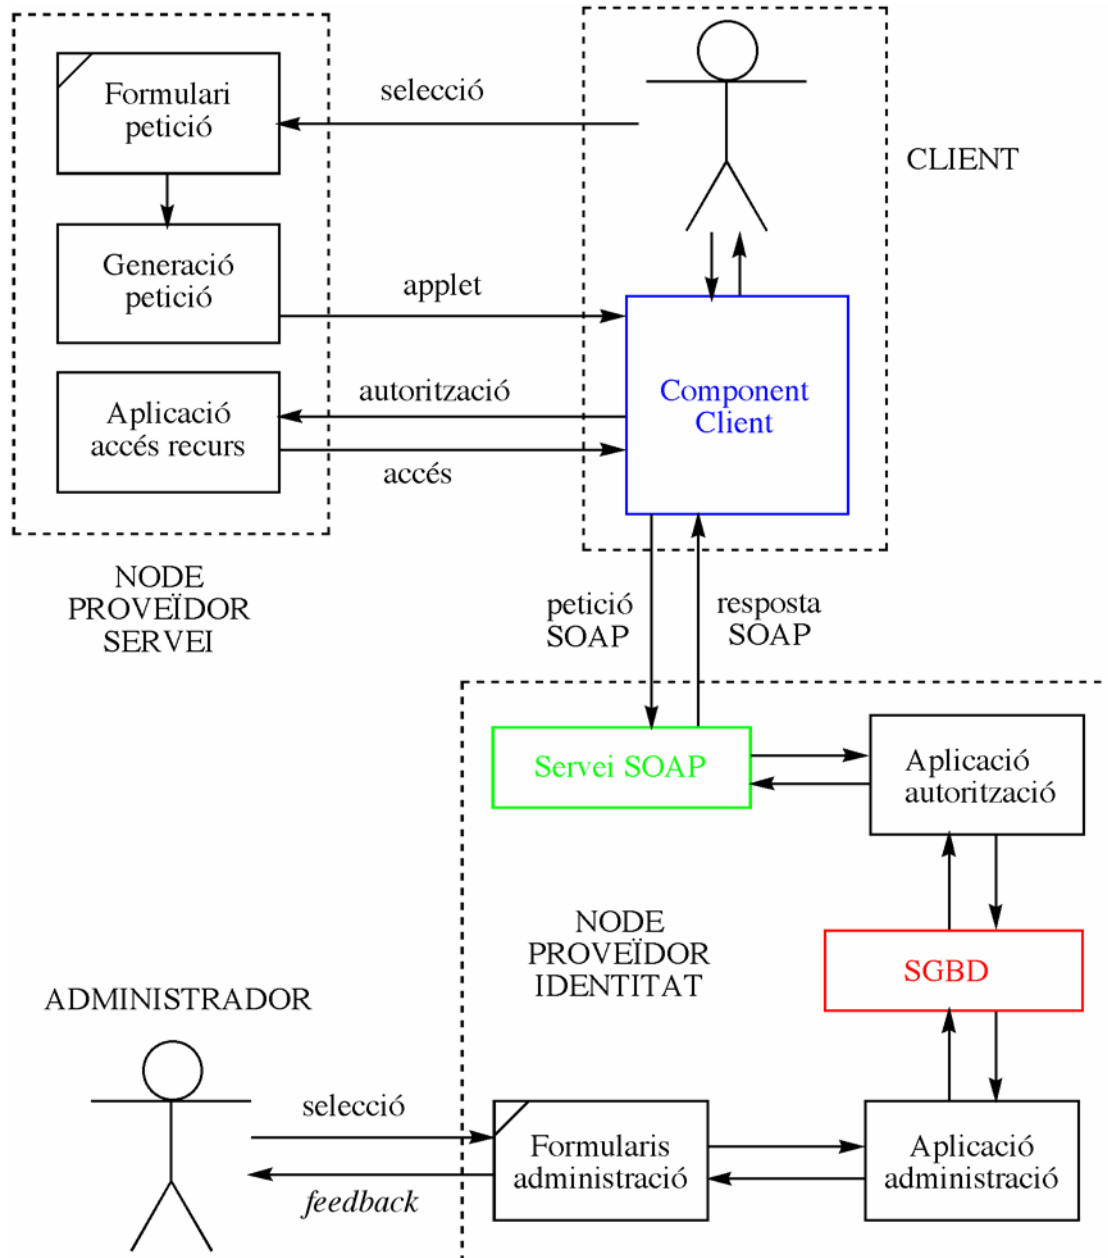 selecció
Formulari
petició
CLIENT
Generació
petició
applet
autorització
Aplicació
accés recurs
accés
Component
Client
NODE
PROVEÏDOR
SERVEI
petició
SOAP
resposta
SOAP
Servei SOAP
Aplicació
autorització
NODE
PROVEÏDOR
IDENTITAT
SGBD
ADMINISTRADOR
selecció
feedback
Formularis
administració
Aplicació
administració